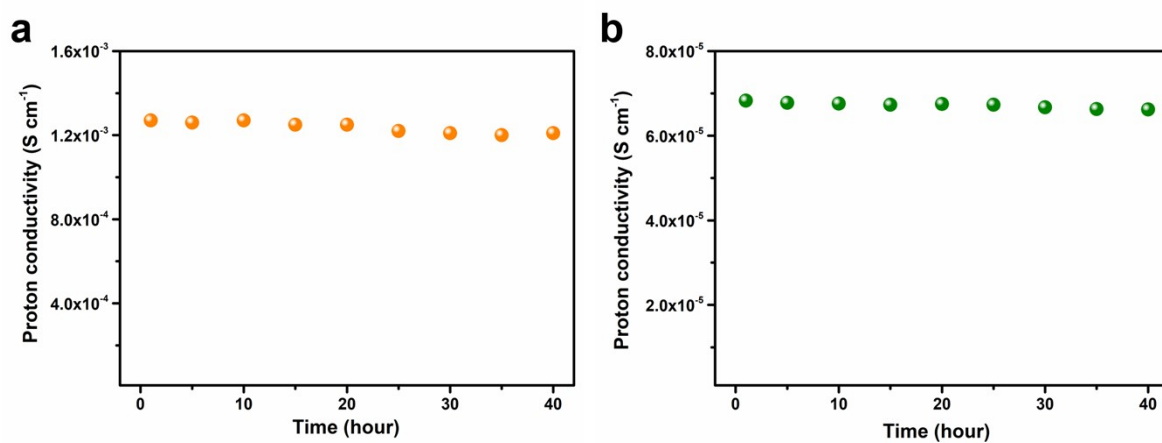 a
Proton conductivity (S cm⁻¹)
1.6x10⁻³
1.2x10⁻³
8.0x10⁻⁴
4.0x10⁻⁴
0 10 20 30 40
Time (hour)
b
Proton conductivity (S cm⁻¹)
8.0x10⁻⁵
6.0x10⁻⁵
4.0x10⁻⁵
2.0x10⁻⁵
0 10 20 30 40
Time (hour)